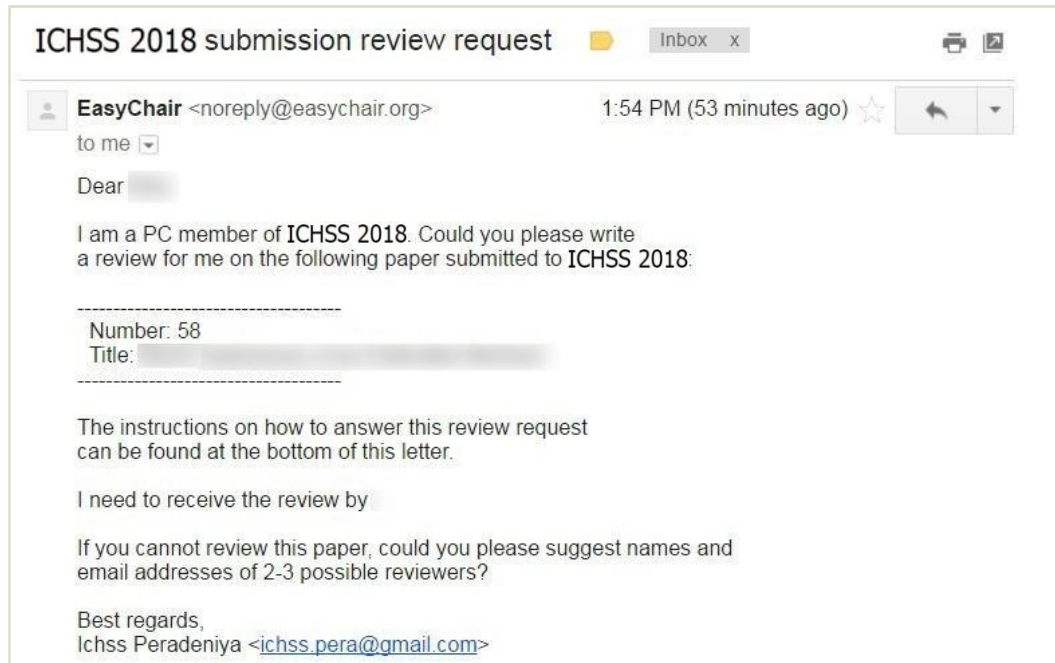 ICHSS 2018 submission review request Inbox x
EasyChair <noreply@easychair.org> 1:54 PM (53 minutes ago)
to me
Dear
I am a PC member of ICHSS 2018. Could you please write
a review for me on the following paper submitted to ICHSS 2018:
-------------------------------------
Number: 58
Title:
-------------------------------------
The instructions on how to answer this review request
can be found at the bottom of this letter.
I need to receive the review by
If you cannot review this paper, could you please suggest names and
email addresses of 2-3 possible reviewers?
Best regards,
Ichss Peradeniya <ichss.pera@gmail.com>